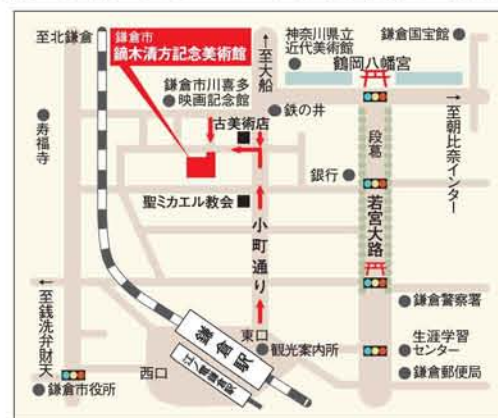 至北鎌倉
鎌倉市
鏑木清方記念美術館
↑至大船
神奈川県立
近代美術館
鎌倉国宝館
鶴岡八幡宮
鎌倉市川喜多
映画記念館
鉄の井
寿福寺
古美術店
段葛
→至朝比奈インター
銀行
聖ミカエル教会
小町通り
若宮大路
←至銭洗弁財天
鎌倉駅
江ノ電鎌倉駅
東口
西口
観光案内所
鎌倉警察署
生涯学習
センター
鎌倉郵便局
鎌倉市役所